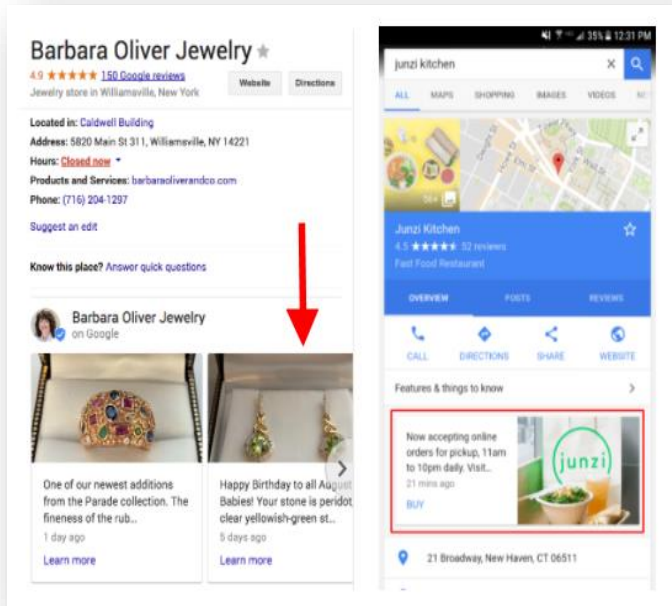 Barbara Oliver Jewelry
4.9 ★★★★★ 150 Google reviews
Jewelry store in Williamsville, New York
Website
Directions
Located in: Caldwell Building
Address: 5820 Main St 311, Williamsville, NY 14221
Hours: Closed now
Products and Services: barbaraoliverandco.com
Phone: (716) 204-1297
Suggest an edit
Know this place? Answer quick questions
Barbara Oliver Jewelry
on Google
One of our newest additions
from the Parade collection. The
fineness of the rub...
1 day ago
Learn more
Happy Birthday to all August
Babies! Your stone is peridot,
clear yellowish-green st...
5 days ago
Learn more
35% 12:31 PM
junzi kitchen
ALL MAPS SHOPPING IMAGES VIDEOS
Junzi Kitchen
4.5 ★★★★★ 52 reviews
Fast Food Restaurant
OVERVIEW POSTS REVIEWS
CALL DIRECTIONS SHARE WEBSITE
Features & things to know
Now accepting online
orders for pickup, 11am
to 10pm daily. Visit...
21 mins ago
BUY
junzi
21 Broadway, New Haven, CT 06511